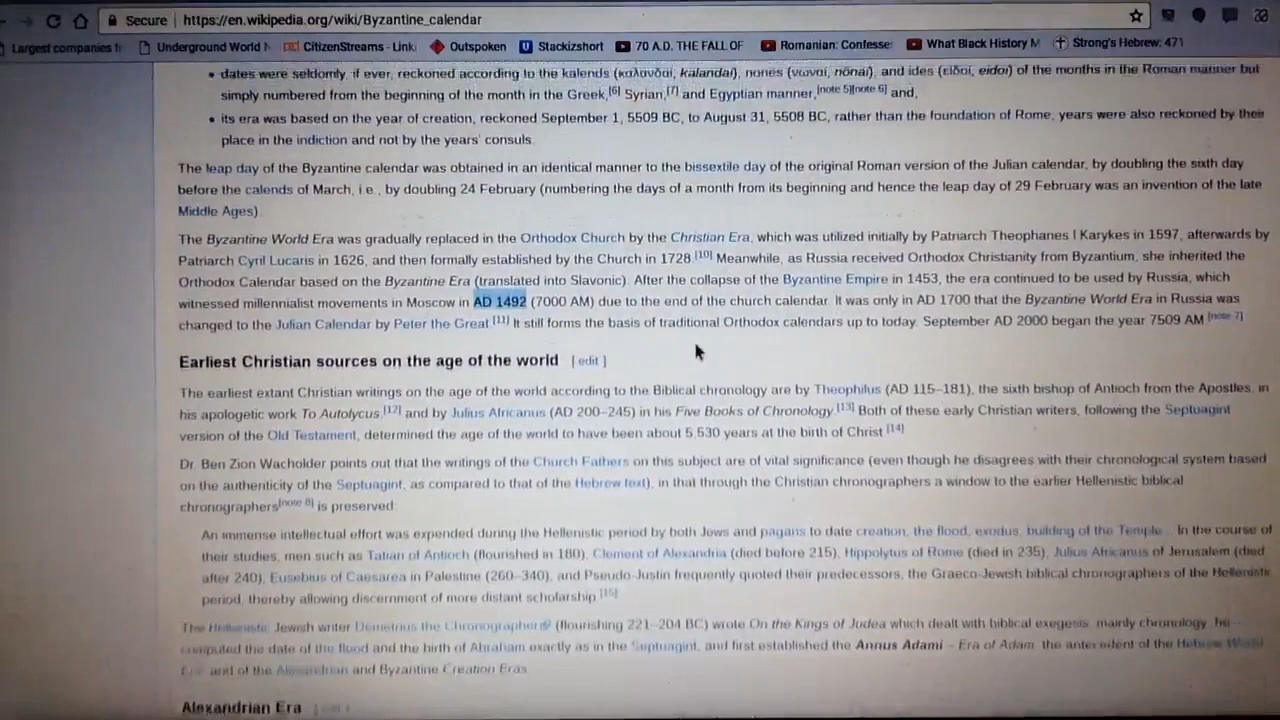 Secure https://en.wikipedia.org/wiki/Byzantine_calendar
Largest companies Underground World CitizenStreams - Link Outspoken Stackizshort 70 A.D. THE FALL OF Romanian: Confesse What Black History M Strong's Hebrew: 471
• dates were seldomly, if ever, reckoned according to the kalends (καλανδαί, kalandai), nones (νωναί, nōnai), and ides (εἰδοί, eidoi) of the months in the Roman manner but
simply numbered from the beginning of the month in the Greek,[6] Syrian,[7] and Egyptian manner,[note 5][note 6] and,
• its era was based on the year of creation, reckoned September 1, 5509 BC, to August 31, 5508 BC, rather than the foundation of Rome, years were also reckoned by their
place in the indiction and not by the years' consuls.
The leap day of the Byzantine calendar was obtained in an identical manner to the bissextile day of the original Roman version of the Julian calendar, by doubling the sixth day
before the calends of March, i.e., by doubling 24 February (numbering the days of a month from its beginning and hence the leap day of 29 February was an invention of the late
Middle Ages).
The Byzantine World Era was gradually replaced in the Orthodox Church by the Christian Era, which was utilized initially by Patriarch Theophanes I Karykes in 1597, afterwards by
Patriarch Cyril Lucaris in 1626, and then formally established by the Church in 1728.[10] Meanwhile, as Russia received Orthodox Christianity from Byzantium, she inherited the
Orthodox Calendar based on the Byzantine Era (translated into Slavonic). After the collapse of the Byzantine Empire in 1453, the era continued to be used by Russia, which
witnessed millennialist movements in Moscow in AD 1492 (7000 AM) due to the end of the church calendar. It was only in AD 1700 that the Byzantine World Era in Russia was
changed to the Julian Calendar by Peter the Great.[11] It still forms the basis of traditional Orthodox calendars up to today. September AD 2000 began the year 7509 AM.[note 7]
Earliest Christian sources on the age of the world [ edit ]
The earliest extant Christian writings on the age of the world according to the Biblical chronology are by Theophilus (AD 115–181), the sixth bishop of Antioch from the Apostles, in
his apologetic work To Autolycus,[12] and by Julius Africanus (AD 200–245) in his Five Books of Chronology.[13] Both of these early Christian writers, following the Septuagint
version of the Old Testament, determined the age of the world to have been about 5,530 years at the birth of Christ.[14]
Dr. Ben Zion Wacholder points out that the writings of the Church Fathers on this subject are of vital significance (even though he disagrees with their chronological system based
on the authenticity of the Septuagint, as compared to that of the Hebrew text), in that through the Christian chronographers a window to the earlier Hellenistic biblical
chronographers[note 8] is preserved:
An immense intellectual effort was expended during the Hellenistic period by both Jews and pagans to date creation, the flood, exodus, building of the Temple... In the course of
their studies, men such as Tatian of Antioch (flourished in 180), Clement of Alexandria (died before 215), Hippolytus of Rome (died in 235), Julius Africanus of Jerusalem (died
after 240), Eusebius of Caesarea in Palestine (260–340), and Pseudo-Justin frequently quoted their predecessors, the Graeco-Jewish biblical chronographers of the Hellenistic
period, thereby allowing discernment of more distant scholarship.[15]
The Hellenistic Jewish writer Demetrius the Chronographer (flourishing 221–204 BC) wrote On the Kings of Judea which dealt with biblical exegesis, mainly chronology; he
computed the date of the flood and the birth of Abraham exactly as in the Septuagint, and first established the Annus Adami - Era of Adam, the antecedent of the Hebrew World
Era, and of the Alexandrian and Byzantine Creation Eras.
Alexandrian Era